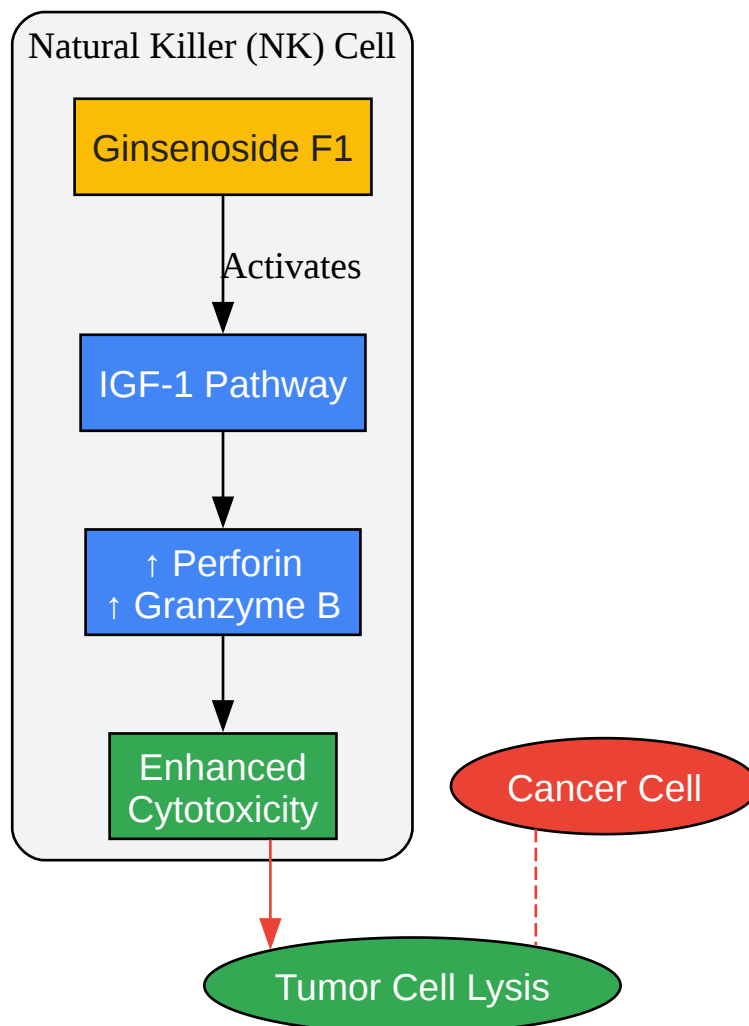 Natural Killer (NK) Cell
Ginsenoside F1
Activates
IGF-1 Pathway
↑ Perforin
↑ Granzyme B
Enhanced
Cytotoxicity
Cancer Cell
Tumor Cell Lysis